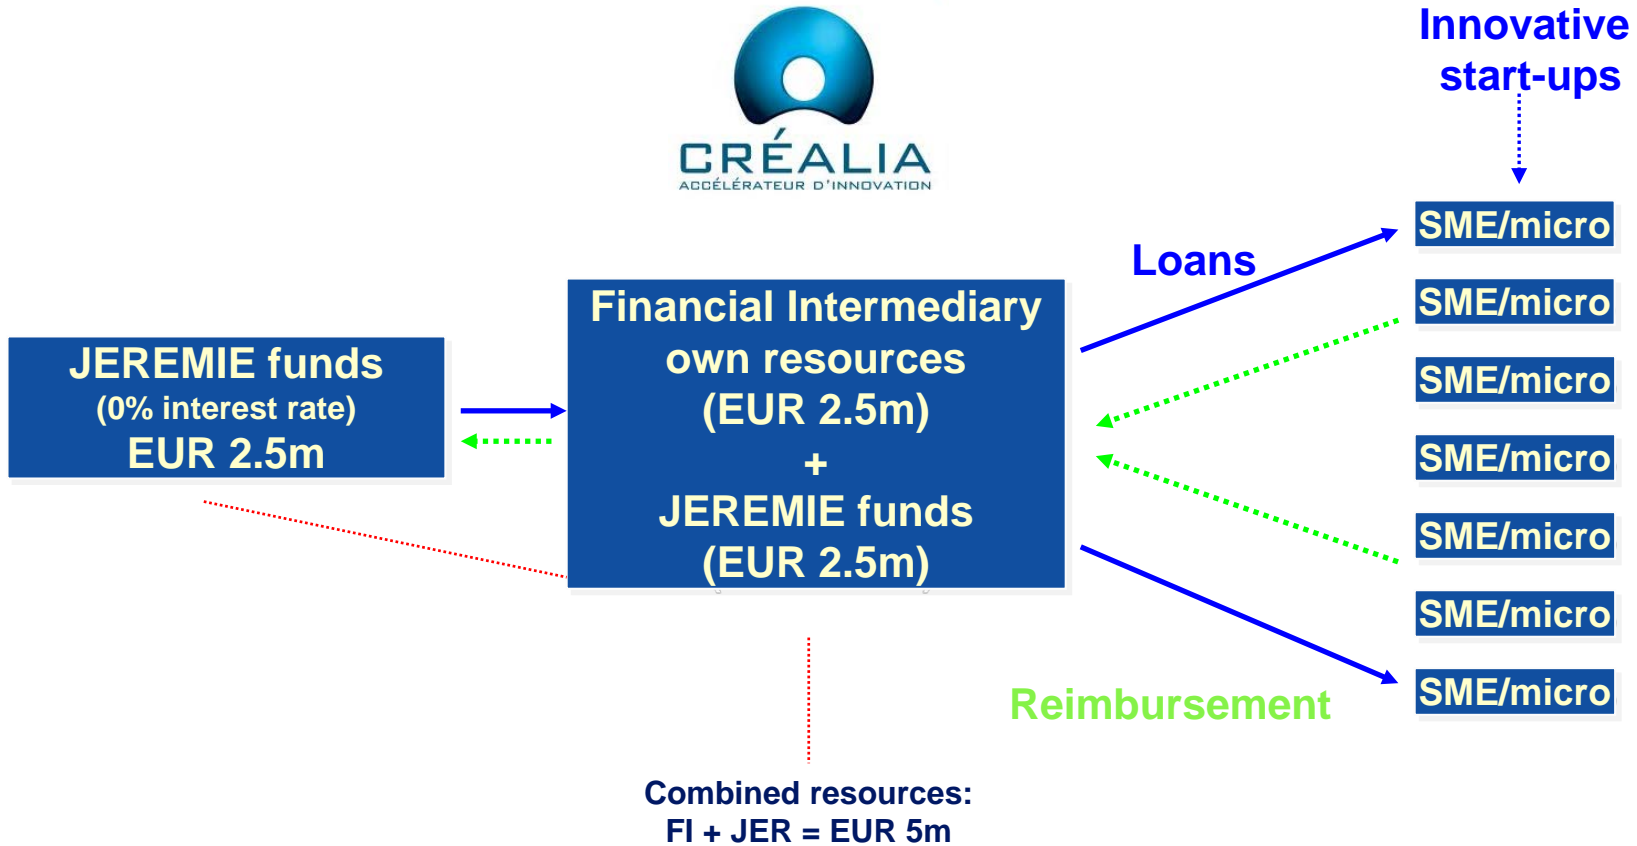 CRÉALIA
ACCÉLÉRATEUR D'INNOVATION
Innovative
start-ups
JEREMIE funds
(0% interest rate)
EUR 2.5m
Financial Intermediary
own resources
(EUR 2.5m)
+
JEREMIE funds
(EUR 2.5m)
Loans
Reimbursement
SME/micro
SME/micro
SME/micro
SME/micro
SME/micro
SME/micro
SME/micro
Combined resources:
FI + JER = EUR 5m